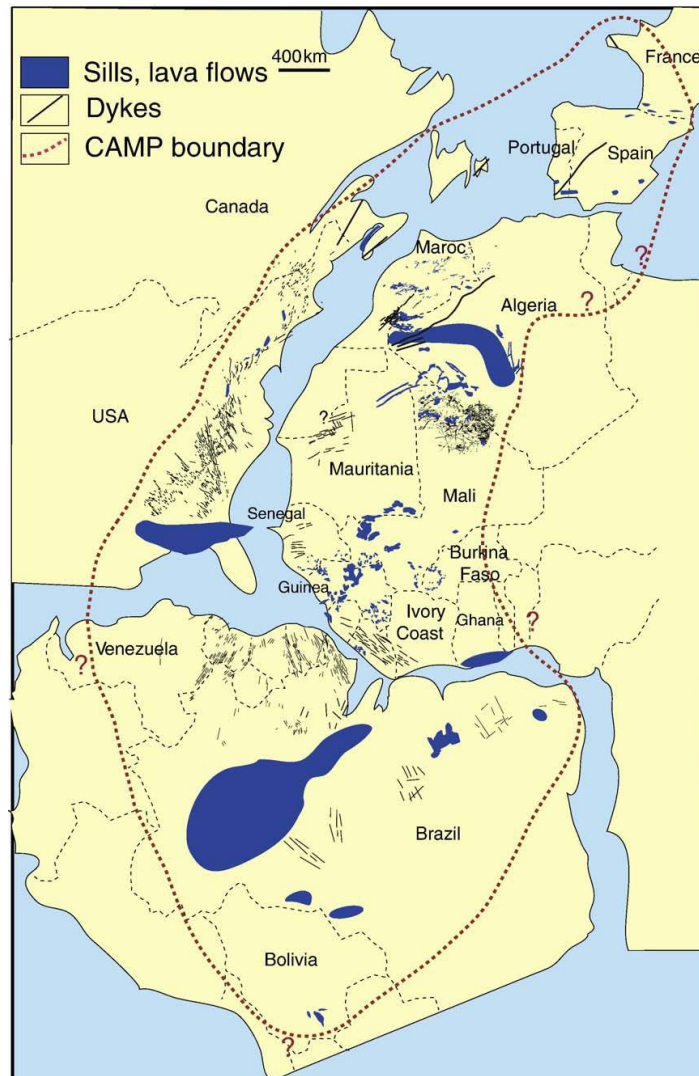 400km
Sills, lava flows
Dykes
CAMP boundary
France
Portugal
Spain
Canada
Maroc
?
?
Algeria
USA
?
Mauritania
Mali
Senegal
Burkina
Faso
Guinea
Ivory
Coast
Ghana
?
Venezuela
?
Brazil
Bolivia
?